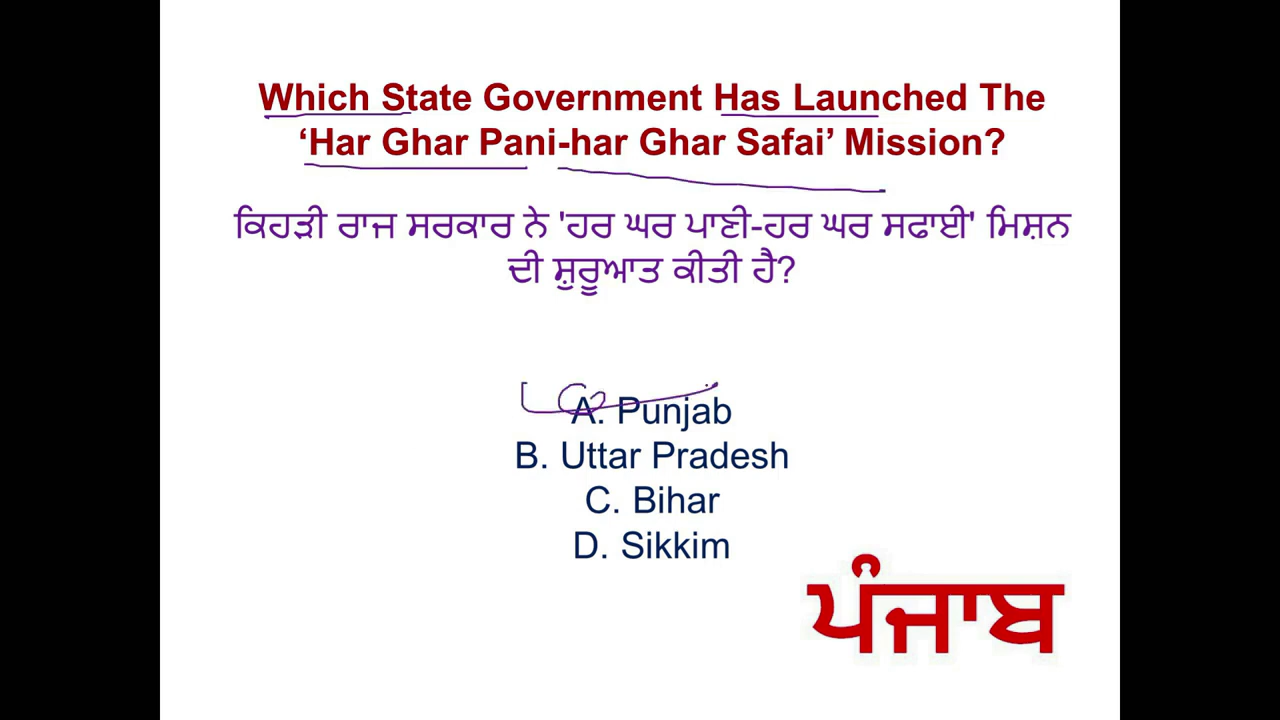 Which State Government Has Launched The
‘Har Ghar Pani-har Ghar Safai’ Mission?
ਕਿਹੜੀ ਰਾਜ ਸਰਕਾਰ ਨੇ 'ਹਰ ਘਰ ਪਾਣੀ-ਹਰ ਘਰ ਸਫਾਈ' ਮਿਸ਼ਨ
ਦੀ ਸ਼ੁਰੂਆਤ ਕੀਤੀ ਹੈ?
A. Punjab
B. Uttar Pradesh
C. Bihar
D. Sikkim
ਪੰਜਾਬ